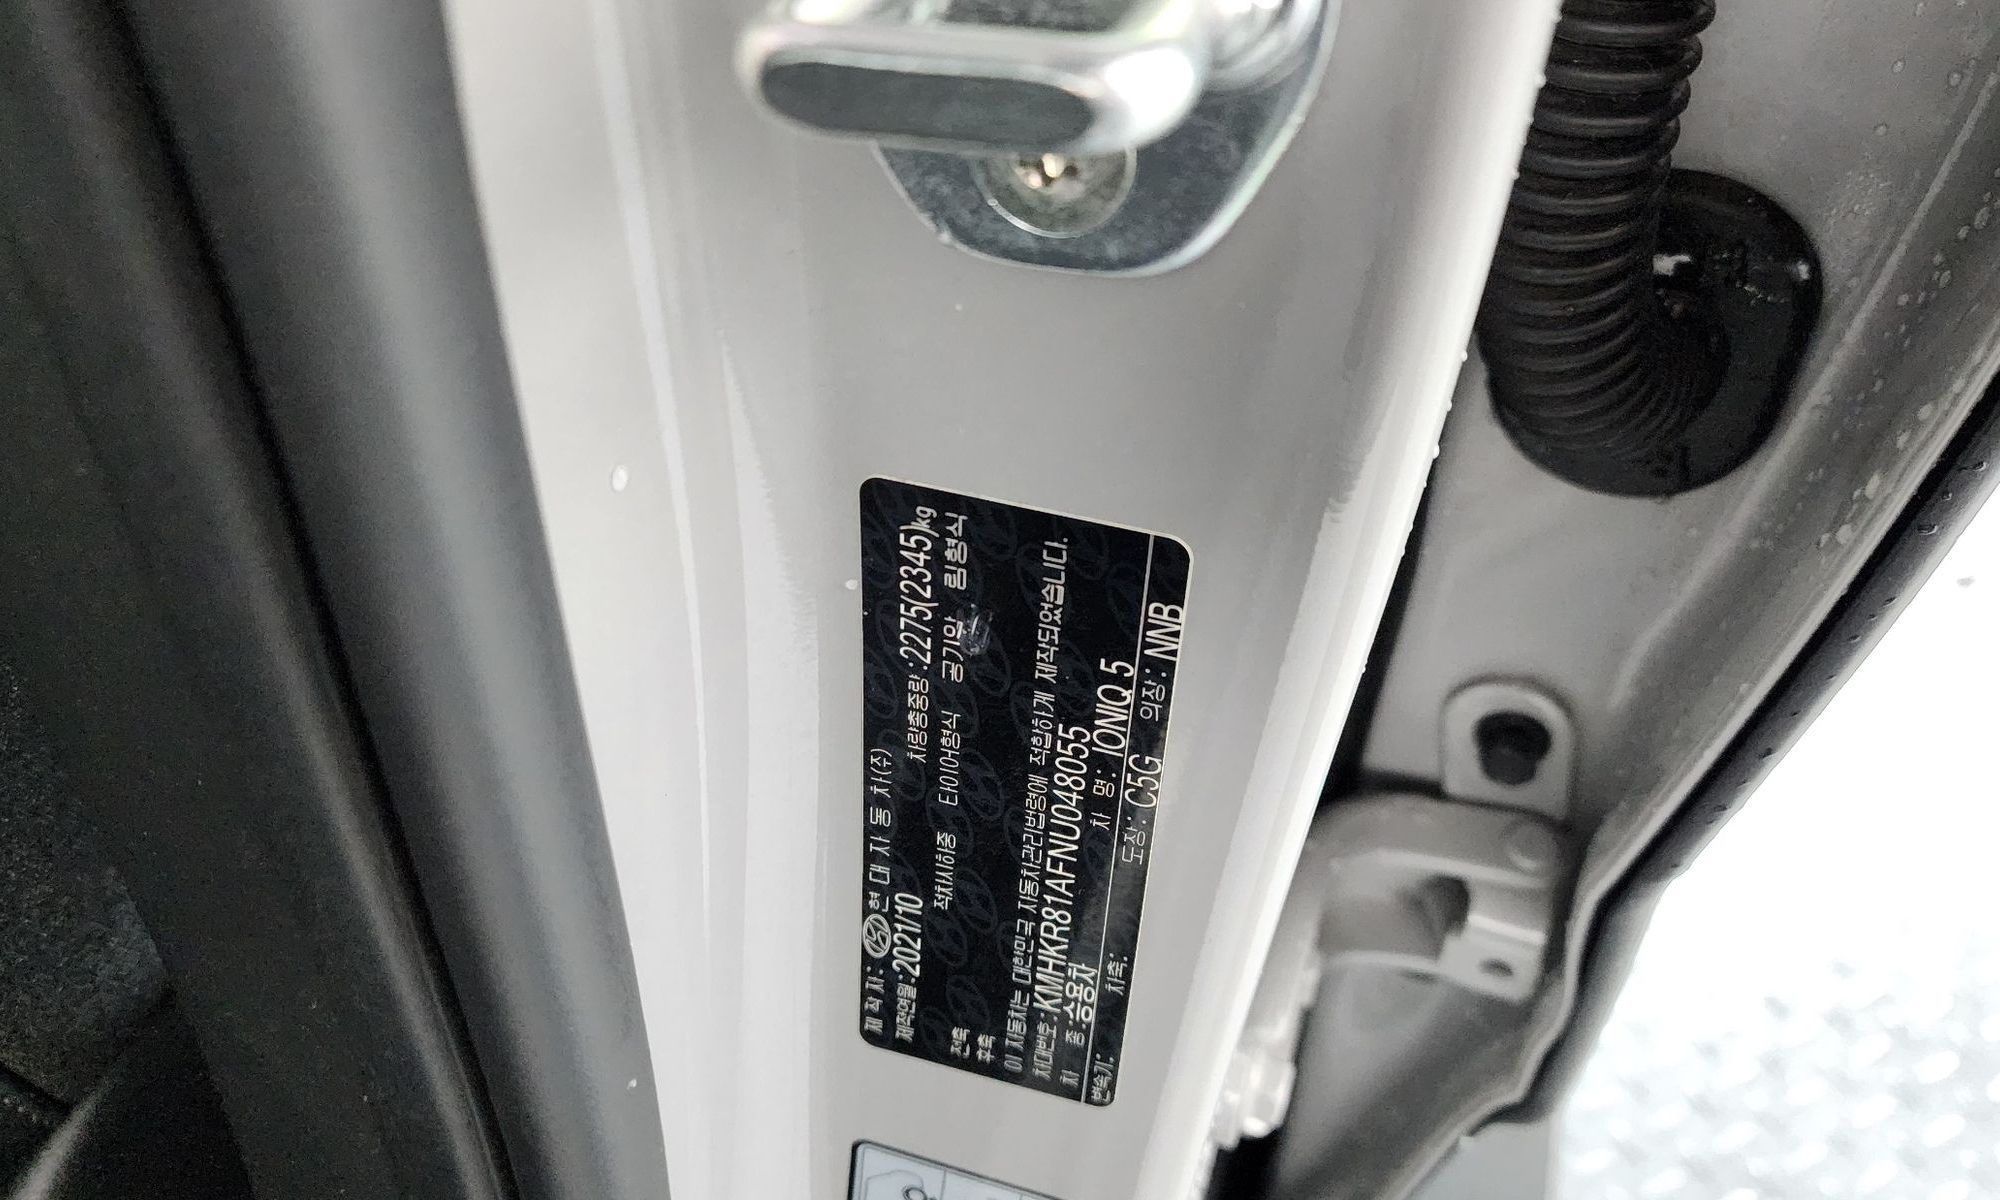 제 작 자: 현 대 자 동 차(주)
제작연월:2021/10 차량총중량:2275(2345)kg
적차시하중 타이어형식 공기압 림형식
전축
후축
이 자동차는 대한민국 자동차관리법령에 적합하게 제작되었습니다.
차대번호:KMHKR81AFNU048055
차 종:승용차 차 명: IONIQ 5
변속기: 차축: 도장: C5G 의장: NNB